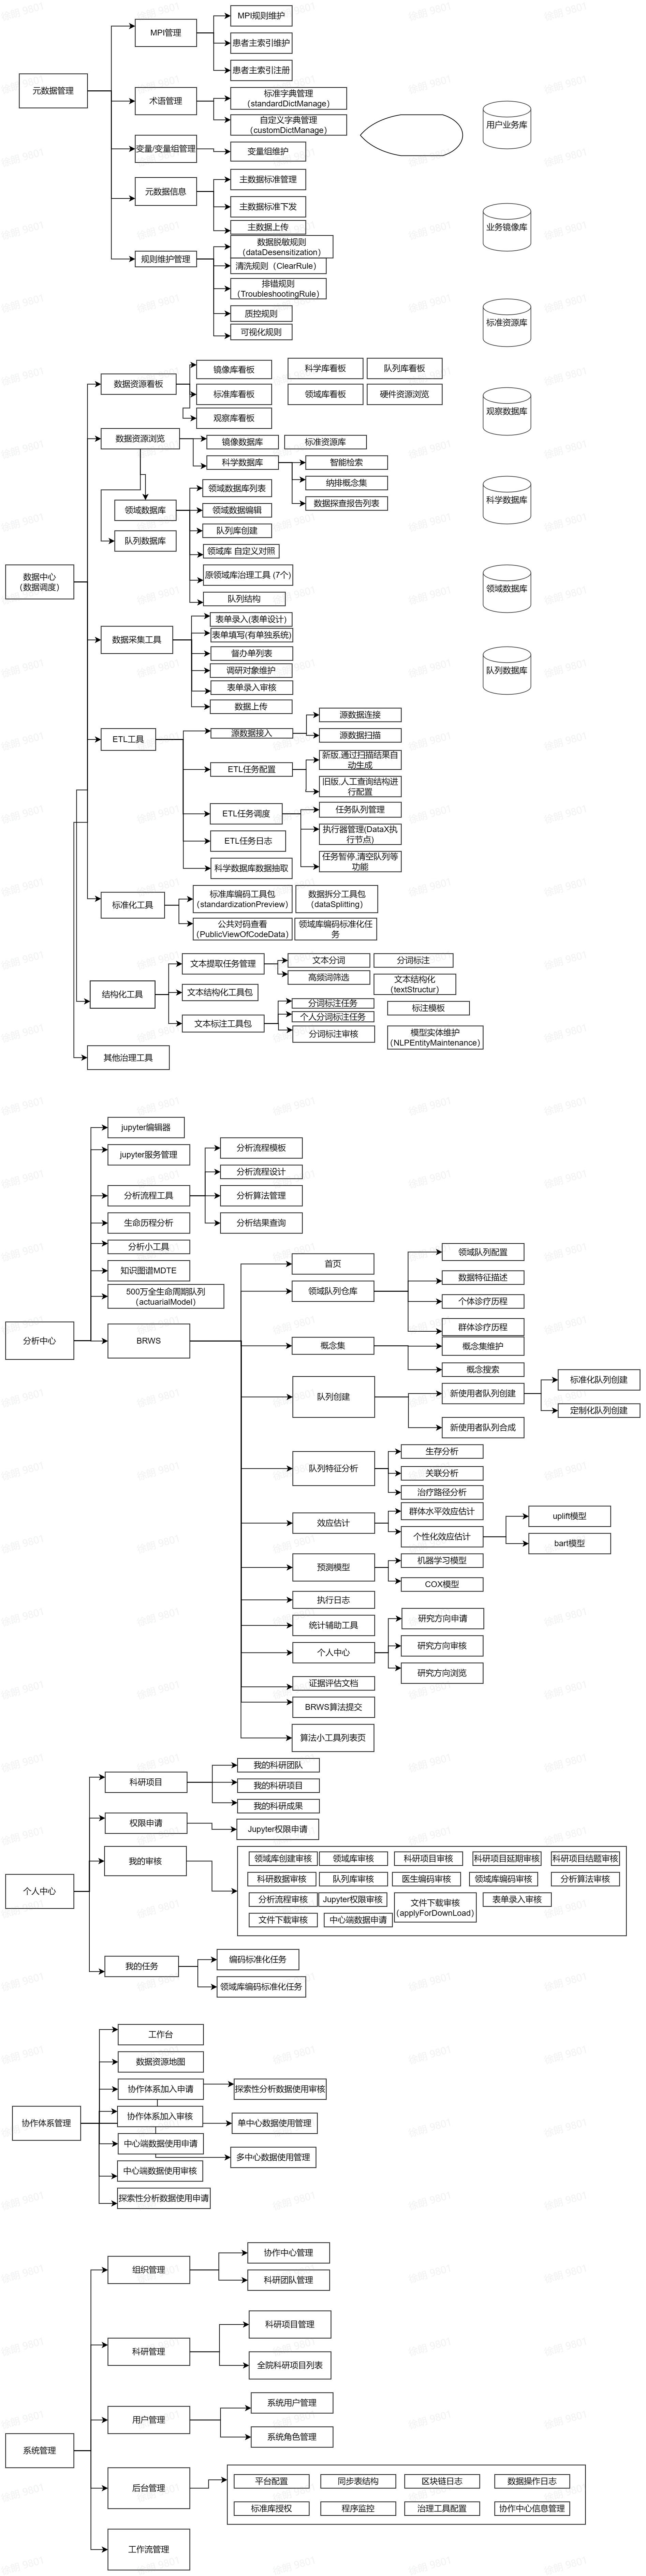 MPI规则维护
MPI管理
患者主索引维护
患者主索引注册
元数据管理
术语管理
标准字典管理
（standardDictManage）
自定义字典管理
（customDictManage）
用户业务库
变量/变量组管理
变量组维护
元数据信息
主数据标准管理
主数据标准下发
主数据上传
业务镜像库
规则维护管理
数据脱敏规则
（dataDesensitization）
清洗规则（ClearRule）
排错规则
（TroubleshootingRule）
质控规则
可视化规则
标准资源库
数据资源看板
镜像库看板
科学库看板
队列库看板
标准库看板
领域库看板
硬件资源浏览
观察库看板
观察数据库
数据资源浏览
镜像数据库
标准资源库
科学数据库
智能检索
纳排概念集
数据探查报告列表
科学数据库
领域数据库
领域数据库列表
领域数据编辑
队列库创建
队列数据库
领域库 自定义对照
原领域库治理工具 (7个)
队列结构
数据中心
（数据调度）
领域数据库
数据采集工具
表单录入(表单设计)
表单填写(有单独系统)
督办单列表
调研对象维护
表单录入审核
数据上传
队列数据库
ETL工具
源数据接入
源数据连接
源数据扫描
ETL任务配置
新版,通过扫描结果自
动生成
旧版,人工查询结构进
行配置
ETL任务调度
任务队列管理
执行器管理(DataX执
行节点)
任务暂停,清空队列等
功能
ETL任务日志
科学数据库数据抽取
标准化工具
标准库编码工具包
（standardizationPreview）
数据拆分工具包
（dataSplitting）
公共对码查看
（PublicViewOfCodeData）
领域库编码标准化任
务
结构化工具
文本提取任务管理
文本分词
分词标注
高频词筛选
文本结构化
（textStructur）
文本结构化工具包
文本标注工具包
分词标注任务
个人分词标注任务
分词标注审核
标注模板
模型实体维护
（NLPEntityMaintenance）
其他治理工具
jupyter编辑器
jupyter服务管理
分析流程工具
分析流程模板
分析流程设计
分析算法管理
分析结果查询
生命历程分析
分析小工具
知识图谱MDTE
500万全生命周期队列
（actuarialModel）
分析中心
BRWS
首页
领域队列仓库
领域队列配置
数据特征描述
个体诊疗历程
群体诊疗历程
概念集
概念集维护
概念搜索
队列创建
新使用者队列创建
标准化队列创建
定制化队列创建
新使用者队列合成
队列特征分析
生存分析
关联分析
治疗路径分析
效应估计
群体水平效应估计
个性化效应估计
uplift模型
bart模型
预测模型
机器学习模型
COX模型
执行日志
统计辅助工具
个人中心
研究方向申请
研究方向审核
研究方向浏览
证据评估文档
BRWS算法提交
算法小工具列表页
科研项目
我的科研团队
我的科研项目
我的科研成果
权限申请
Jupyter权限申请
个人中心
我的审核
领域库创建审核
领域库审核
科研项目审核
科研项目延期审核
科研项目结题审核
科研数据审核
队列库审核
医生编码审核
领域库编码审核
分析算法审核
分析流程审核
Jupyter权限审核
文件下载审核
（applyForDownLoad）
表单录入审核
文件下载审核
中心端数据申请
我的任务
编码标准化任务
领域库编码标准化任务
协作体系管理
工作台
数据资源地图
协作体系加入申请
探索性分析数据使用审核
协作体系加入审核
单中心数据使用管理
中心端数据使用申请
多中心数据使用管理
中心端数据使用审核
探索性分析数据使用申请
组织管理
协作中心管理
科研团队管理
科研管理
科研项目管理
全院科研项目列表
用户管理
系统用户管理
系统角色管理
系统管理
后台管理
平台配置
同步表结构
区块链日志
数据操作日志
标准库授权
程序监控
治理工具配置
协作中心信息管理
工作流管理